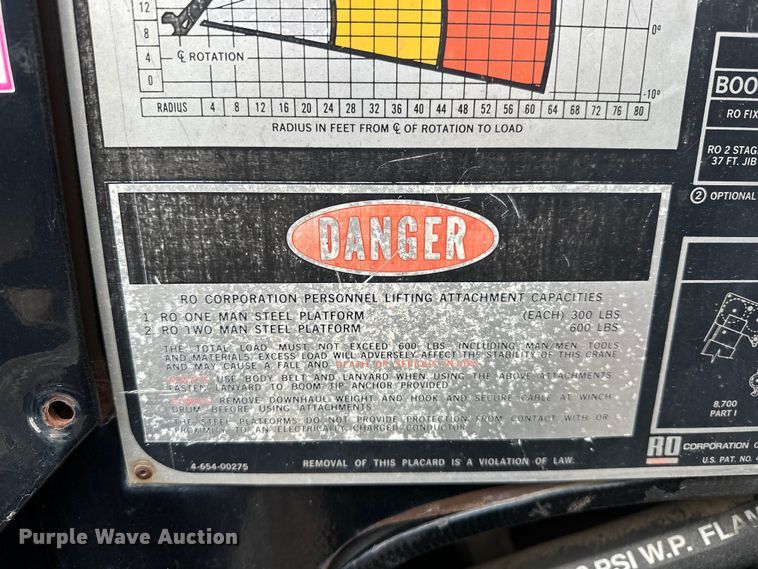 12
8
4
0
℄ ROTATION
0°
-10°
RADIUS 4 8 12 16 20 24 28 32 36 40 44 48 52 56 60 64 68 72 76 80
RADIUS IN FEET FROM ℄ OF ROTATION TO LOAD
BOO
RO FIX
RO 2 STAG
37 FT. JIB
② OPTIONAL
DANGER
RO CORPORATION PERSONNEL LIFTING ATTACHMENT CAPACITIES
1. RO ONE MAN STEEL PLATFORM (EACH) 300 LBS
2. RO TWO MAN STEEL PLATFORM 600 LBS
THE TOTAL LOAD MUST NOT EXCEED 600 LBS. INCLUDING MAN/MEN TOOLS
AND MATERIALS. EXCESS LOAD WILL ADVERSELY AFFECT THE STABILITY OF THIS CRANE
AND MAY CAUSE A FALL AND DEATH OR SERIOUS INJURY.
USE BODY BELT AND LANYARD WHEN USING THE ABOVE ATTACHMENTS
FASTEN LANYARD TO BOOM TIP ANCHOR PROVIDED
REMOVE DOWNHAUL WEIGHT AND HOOK AND SECURE CABLE AT WINCH
DRUM BEFORE USING ATTACHMENTS
THE STEEL PLATFORMS DO NOT PROVIDE PROTECTION FROM CONTACT WITH OR
PROXIMITY TO AN ELECTRICALLY CHARGED CONDUCTOR
4-654-00275
REMOVAL OF THIS PLACARD IS A VIOLATION OF LAW.
8,700
PART I
RO CORPORATION
U.S. PAT. NO. 4
PSI W.P. FLAM
Purple Wave Auction